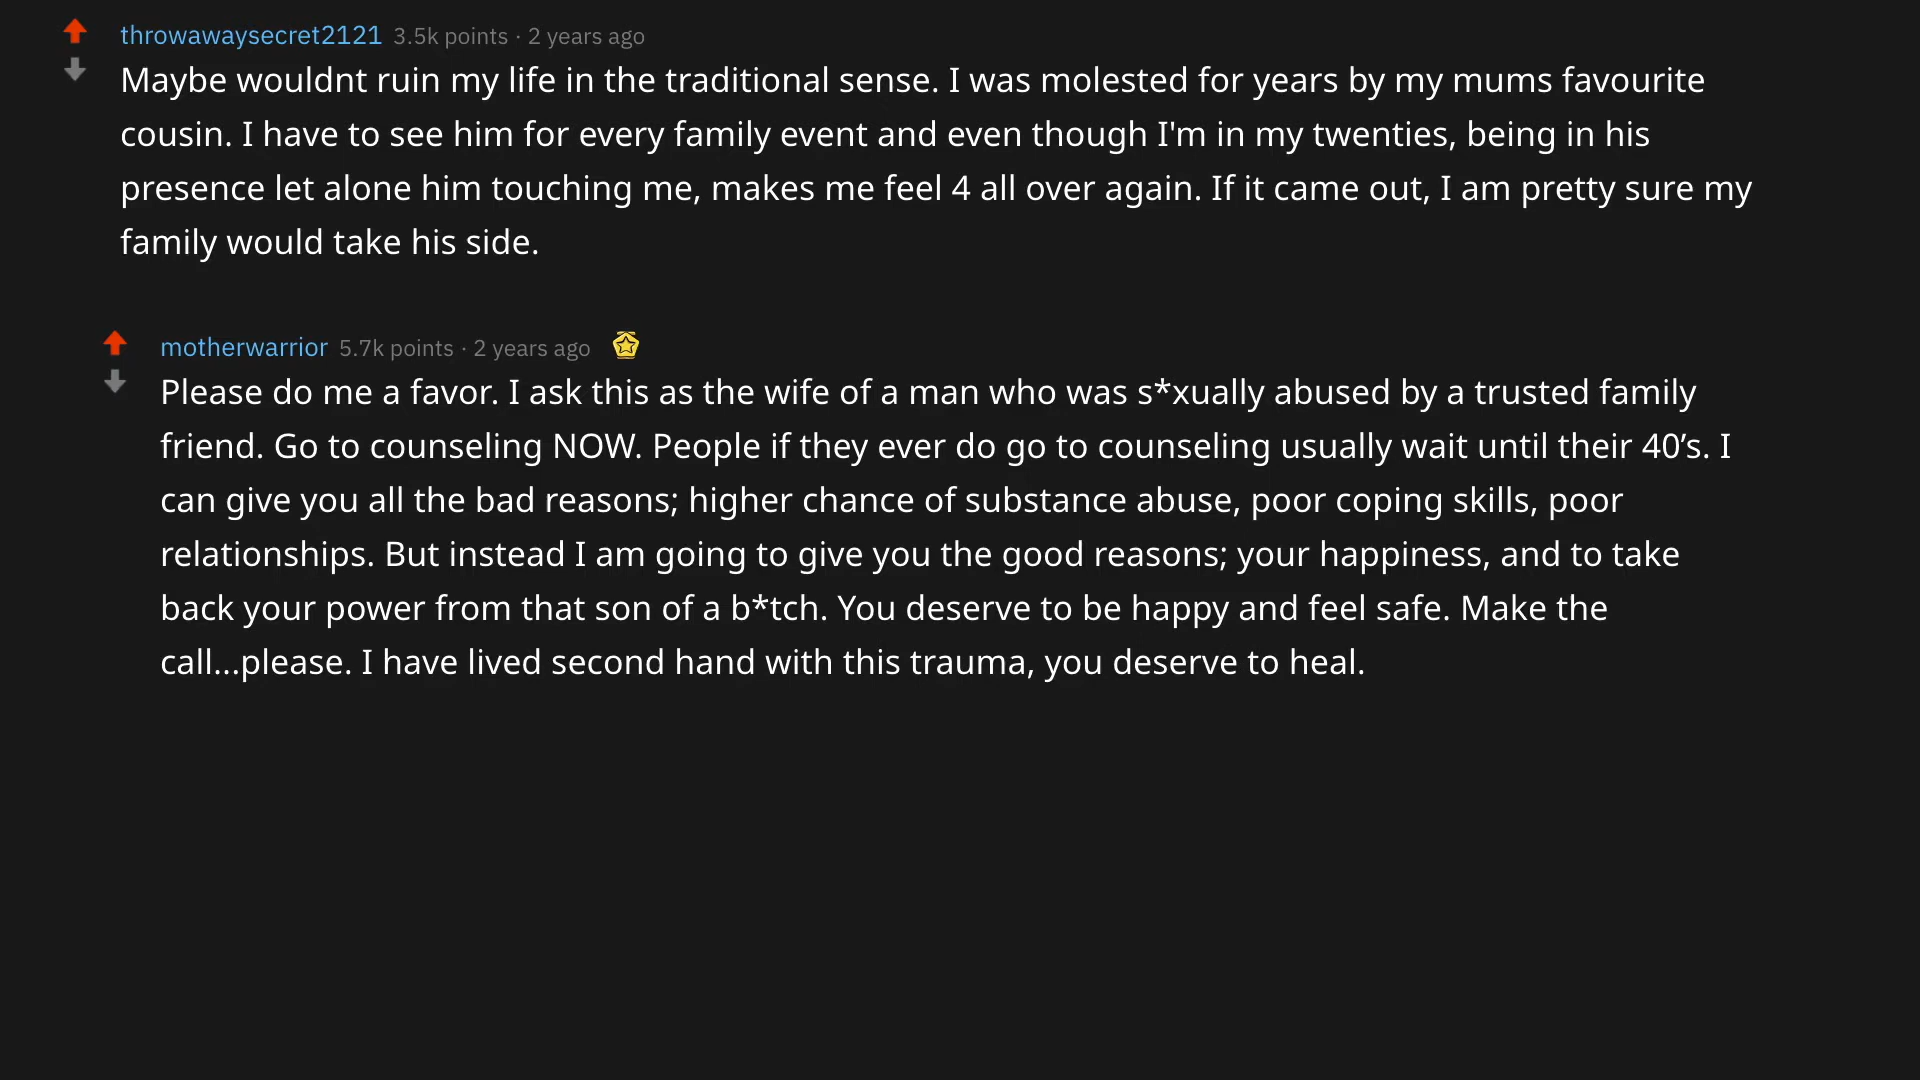 throwawaysecret2121 3.5k points · 2 years ago
Maybe wouldnt ruin my life in the traditional sense. I was molested for years by my mums favourite
cousin. I have to see him for every family event and even though I'm in my twenties, being in his
presence let alone him touching me, makes me feel 4 all over again. If it came out, I am pretty sure my
family would take his side.
motherwarrior 5.7k points · 2 years ago
Please do me a favor. I ask this as the wife of a man who was s*xually abused by a trusted family
friend. Go to counseling NOW. People if they ever do go to counseling usually wait until their 40’s. I
can give you all the bad reasons; higher chance of substance abuse, poor coping skills, poor
relationships. But instead I am going to give you the good reasons; your happiness, and to take
back your power from that son of a b*tch. You deserve to be happy and feel safe. Make the
call...please. I have lived second hand with this trauma, you deserve to heal.